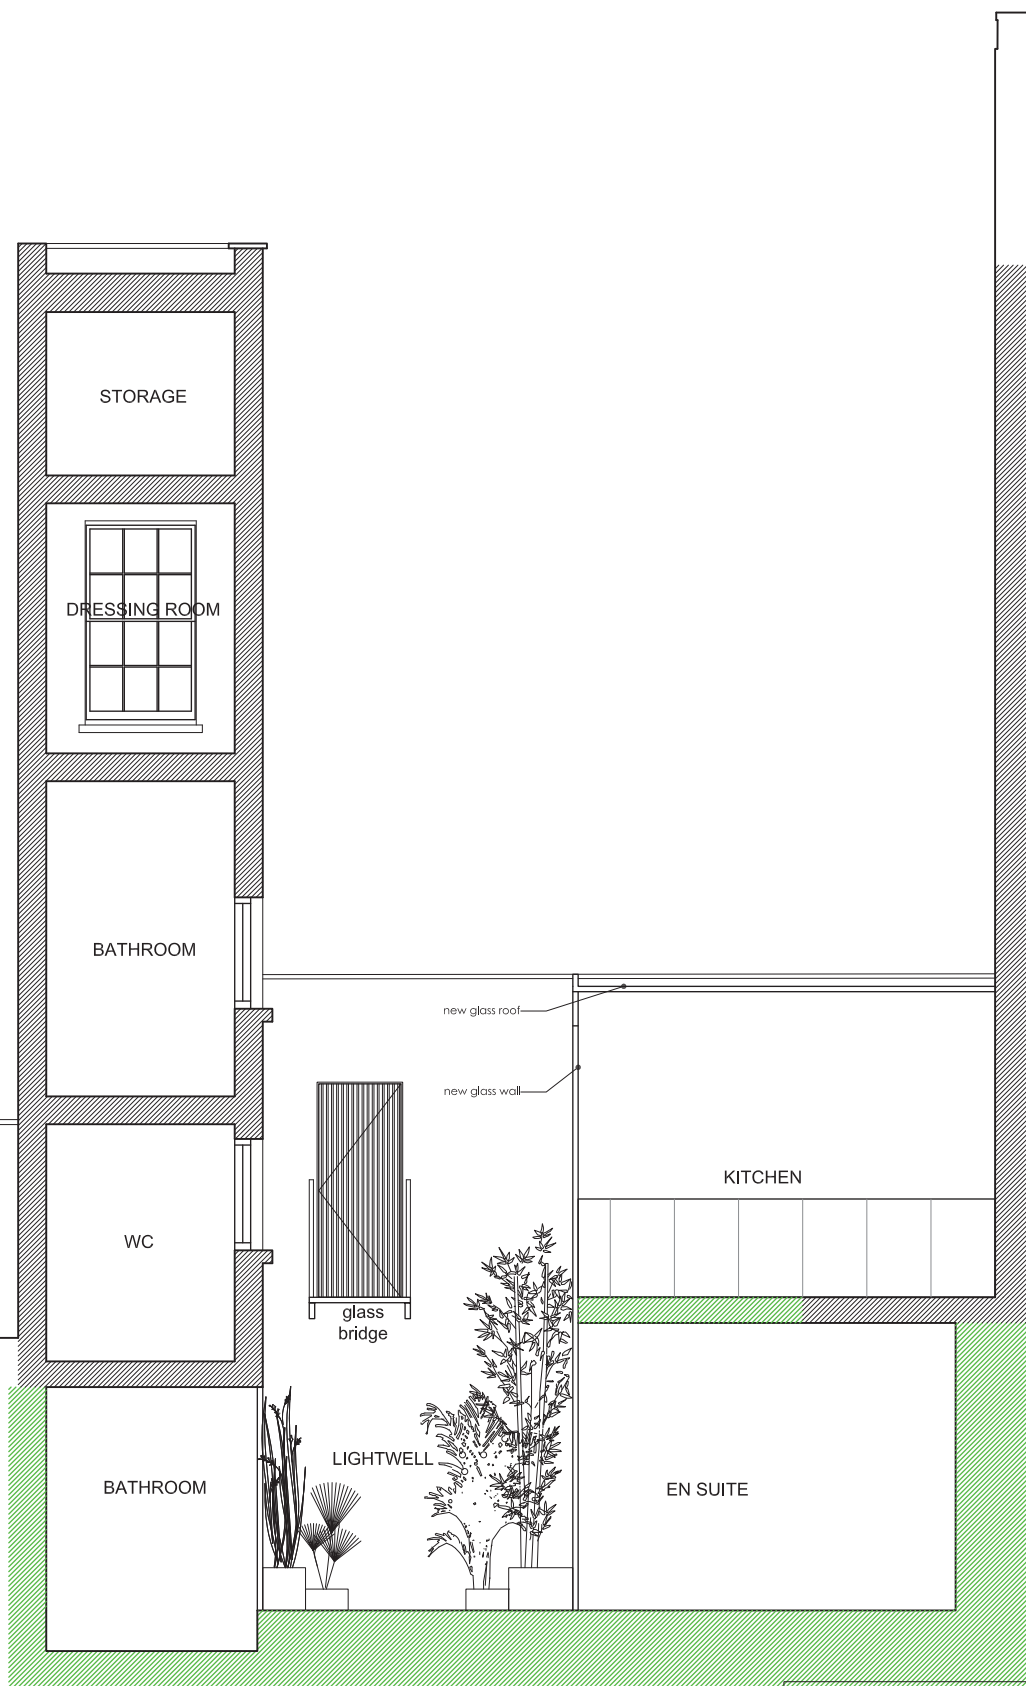 STORAGE
DRESSING ROOM
BATHROOM
new glass roof
new glass wall
KITCHEN
WC
glass
bridge
LIGHTWELL
BATHROOM
EN SUITE